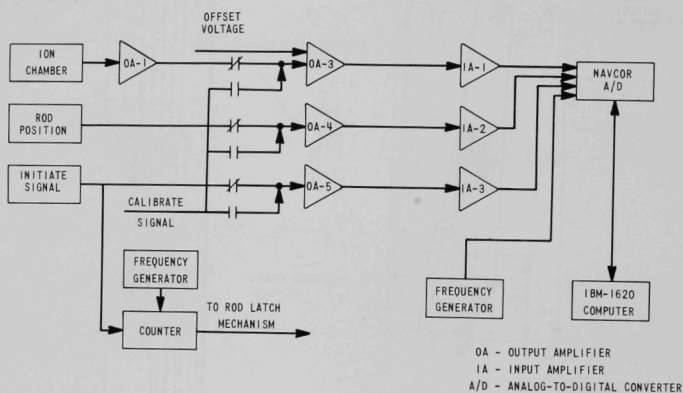 OFFSET
VOLTAGE
ION
CHAMBER
OA-1
OA-3
IA-1
NAVCOR
A/D
ROD
POSITION
OA-4
IA-2
INITIATE
SIGNAL
OA-5
IA-3
CALIBRATE
SIGNAL
FREQUENCY
GENERATOR
TO ROD LATCH
MECHANISM
COUNTER
FREQUENCY
GENERATOR
IBM-1620
COMPUTER
OA - OUTPUT AMPLIFIER
IA - INPUT AMPLIFIER
A/D - ANALOG-TO-DIGITAL CONVERTER